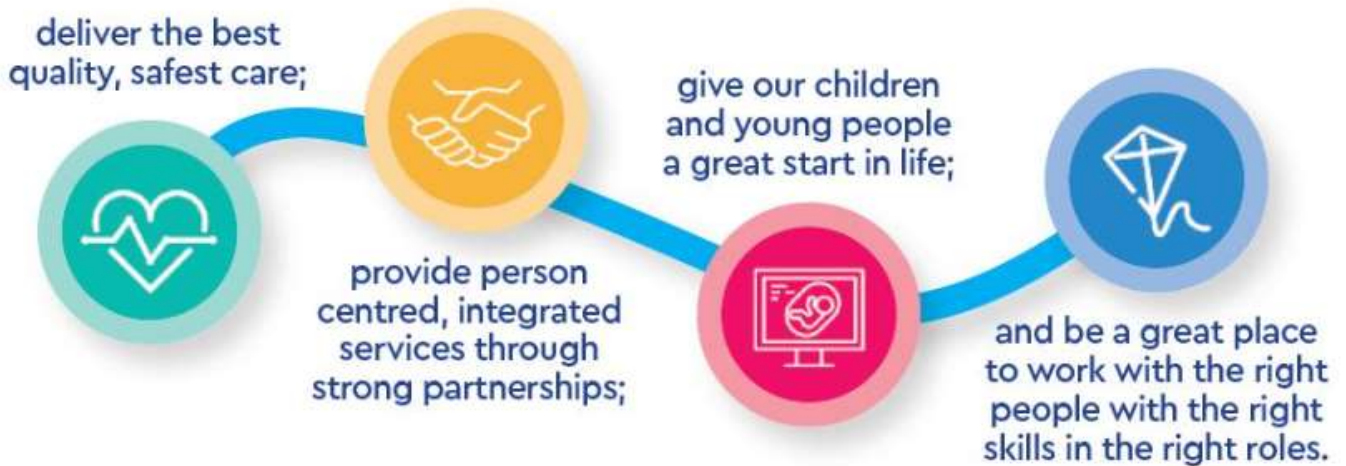 deliver the best
quality, safest care;
provide person
centred, integrated
services through
strong partnerships;
give our children
and young people
a great start in life;
and be a great place
to work with the right
people with the right
skills in the right roles.